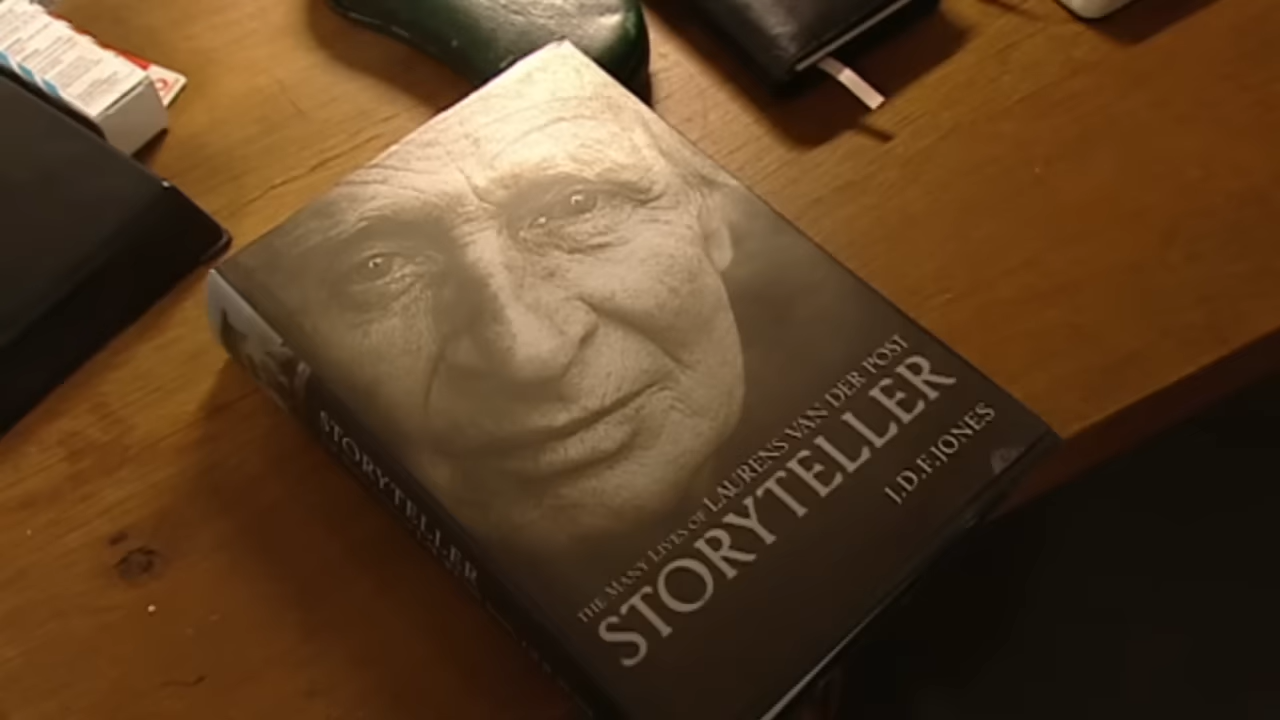 THE MANY LIVES OF LAURENS VAN DER POST
STORYTELLER
J.D.F. JONES
STORYTELLER